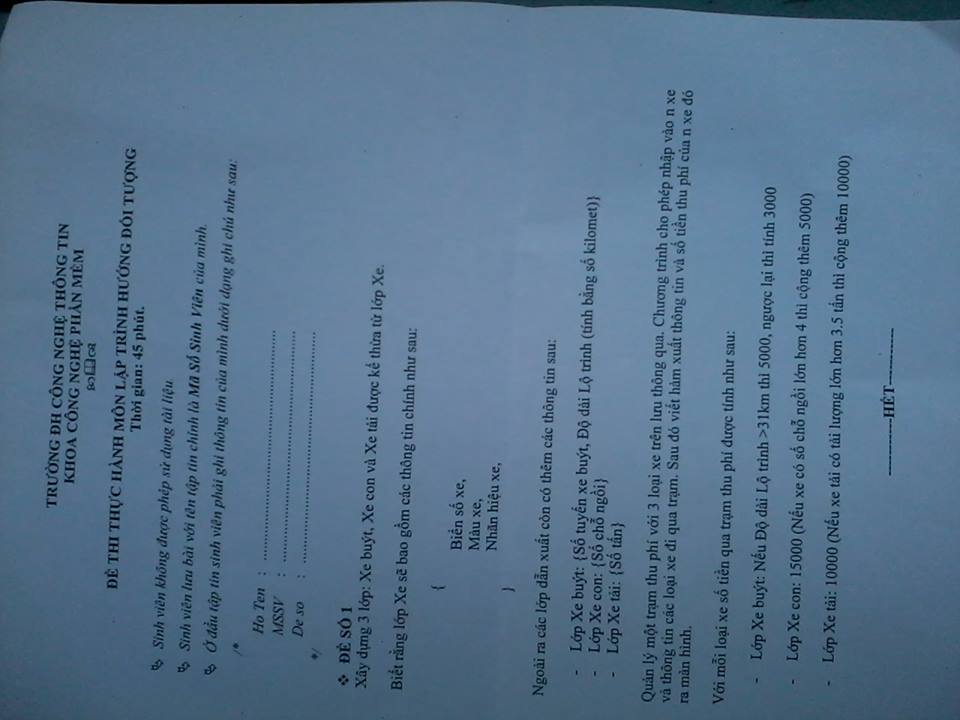 TRƯỜNG ĐH CÔNG NGHỆ THÔNG TIN
KHOA CÔNG NGHỆ PHẦN MỀM
ĐỀ THI THỰC HÀNH MÔN LẬP TRÌNH HƯỚNG ĐỐI TƯỢNG
Thời gian: 45 phút.
Sinh viên không được phép sử dụng tài liệu.
Sinh viên lưu bài với tên tập tin chính là Mã Số Sinh Viên của mình.
Ở đầu tập tin sinh viên phải ghi thông tin của mình dưới dạng ghi chú như sau:
/*
Ho Ten : ................................................
MSSV : ................................................
De so : ................................................
*/
❖ ĐỀ SỐ 1
Xây dựng 3 lớp: Xe buýt, Xe con và Xe tải được kế thừa từ lớp Xe.
Biết rằng lớp Xe sẽ bao gồm các thông tin chính như sau:
{
Biển số xe,
Màu xe,
Nhãn hiệu xe,
}
Ngoài ra các lớp dẫn xuất còn có thêm các thông tin sau:
- Lớp Xe buýt: {Số tuyến xe buýt, Độ dài Lộ trình (tính bằng số kilomet)}
- Lớp Xe con: {Số chỗ ngồi}
- Lớp Xe tải: {Số tấn}
Quản lý một trạm thu phí với 3 loại xe trên lưu thông qua. Chương trình cho phép nhập vào n xe
và thông tin các loại xe đi qua trạm. Sau đó viết hàm xuất thông tin và số tiền thu phí của n xe đó
ra màn hình.
Với mỗi loại xe số tiền qua trạm thu phí được tính như sau:
- Lớp Xe buýt: Nếu Độ dài Lộ trình >31km thì 5000, ngược lại thì tính 3000
- Lớp Xe con: 15000 (Nếu xe có số chỗ ngồi lớn hơn 4 thì cộng thêm 5000)
- Lớp Xe tải: 10000 (Nếu xe tải có tải lượng lớn hơn 3.5 tấn thì cộng thêm 10000)
-----------HẾT-----------